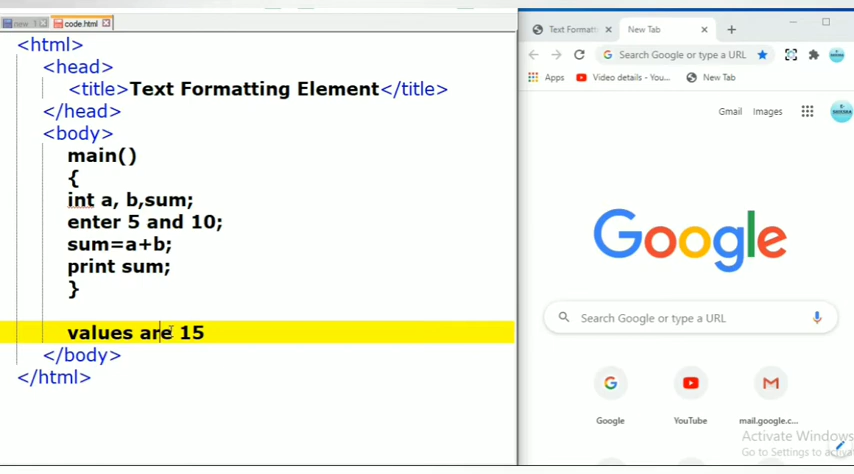 new 1
code.html
<html>
<head>
<title>Text Formatting Element</title>
</head>
<body>
main()
{
int a, b,sum;
enter 5 and 10;
sum=a+b;
print sum;
}
values are 15
</body>
</html>
Text Formatt
New Tab
Search Google or type a URL
Apps
Video details - You...
New Tab
Gmail
Images
Google
Search Google or type a URL
Google
YouTube
mail.google.c...
Activate Windows
Go to Settings to activa